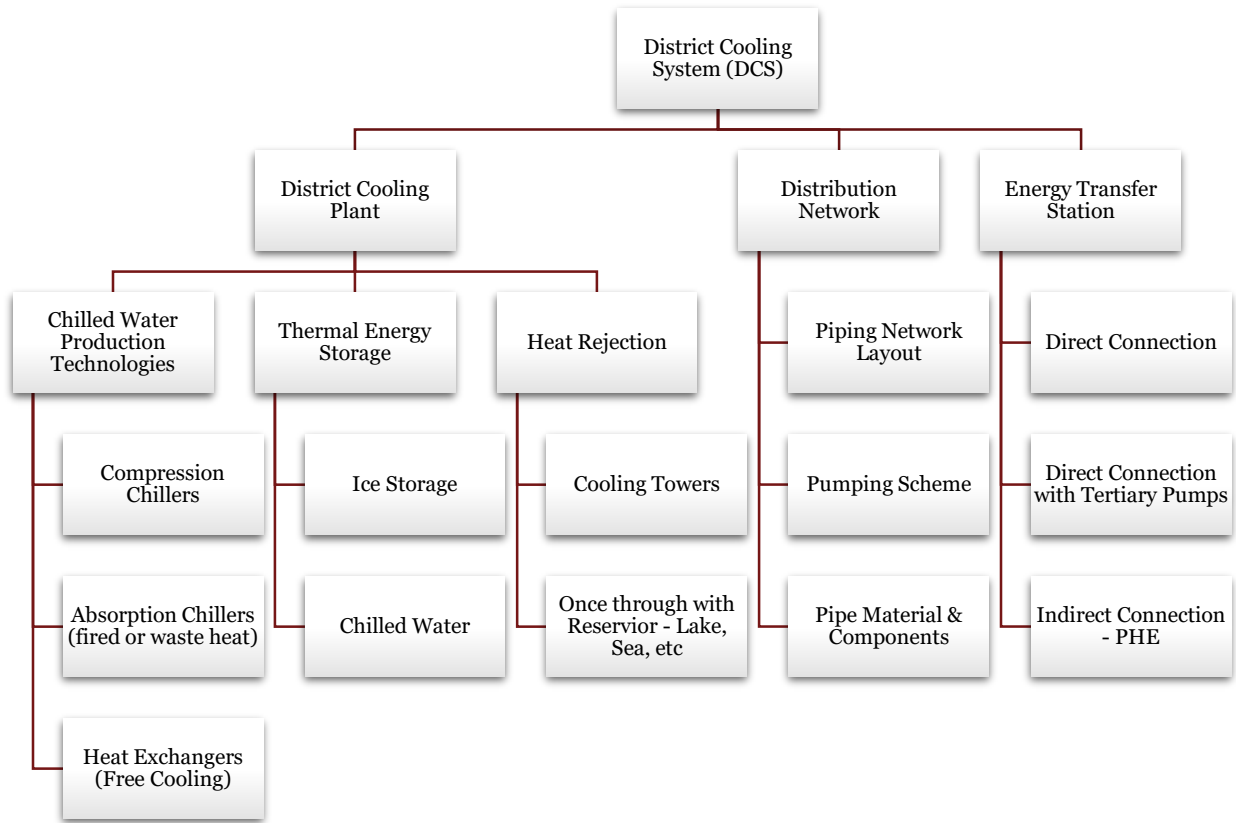 District Cooling
System (DCS)
District Cooling
Plant
Distribution
Network
Energy Transfer
Station
Chilled Water
Production
Technologies
Thermal Energy
Storage
Heat Rejection
Piping Network
Layout
Direct Connection
Compression
Chillers
Ice Storage
Cooling Towers
Pumping Scheme
Direct Connection
with Tertiary Pumps
Absorption Chillers
(fired or waste heat)
Chilled Water
Once through with
Reservior - Lake,
Sea, etc
Pipe Material &
Components
Indirect Connection
- PHE
Heat Exchangers
(Free Cooling)